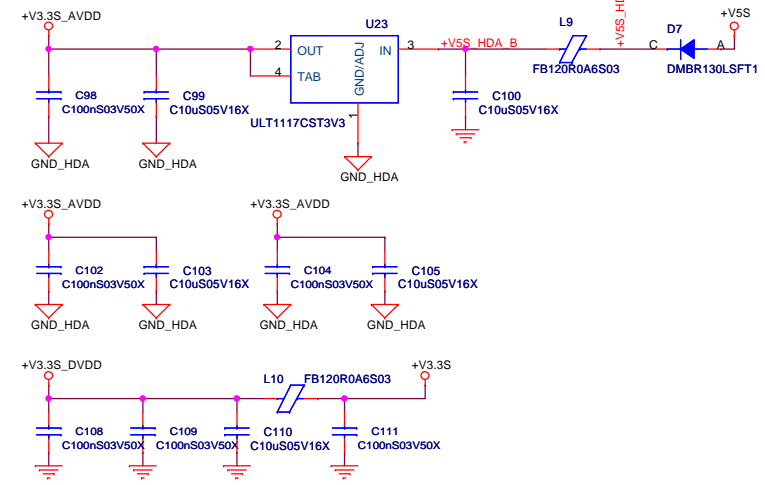 +V3.3S_AVDD
U23
+V5S_HD
L9
D7
+V5S
2
OUT
IN
3
+V5S_HDA_B
C
A
4
TAB
GND/ADJ
FB120R0A6S03
DMBR130LSFT1
C98
C100nS03V50X
C99
C10uS05V16X
ULT1117CST3V3
1
C100
C10uS05V16X
GND_HDA
GND_HDA
GND_HDA
+V3.3S_AVDD
+V3.3S_AVDD
C102
C100nS03V50X
C103
C10uS05V16X
C104
C100nS03V50X
C105
C10uS05V16X
GND_HDA
GND_HDA
GND_HDA
GND_HDA
+V3.3S_DVDD
L10
FB120R0A6S03
+V3.3S
C108
C100nS03V50X
C109
C100nS03V50X
C110
C10uS05V16X
C111
C100nS03V50X